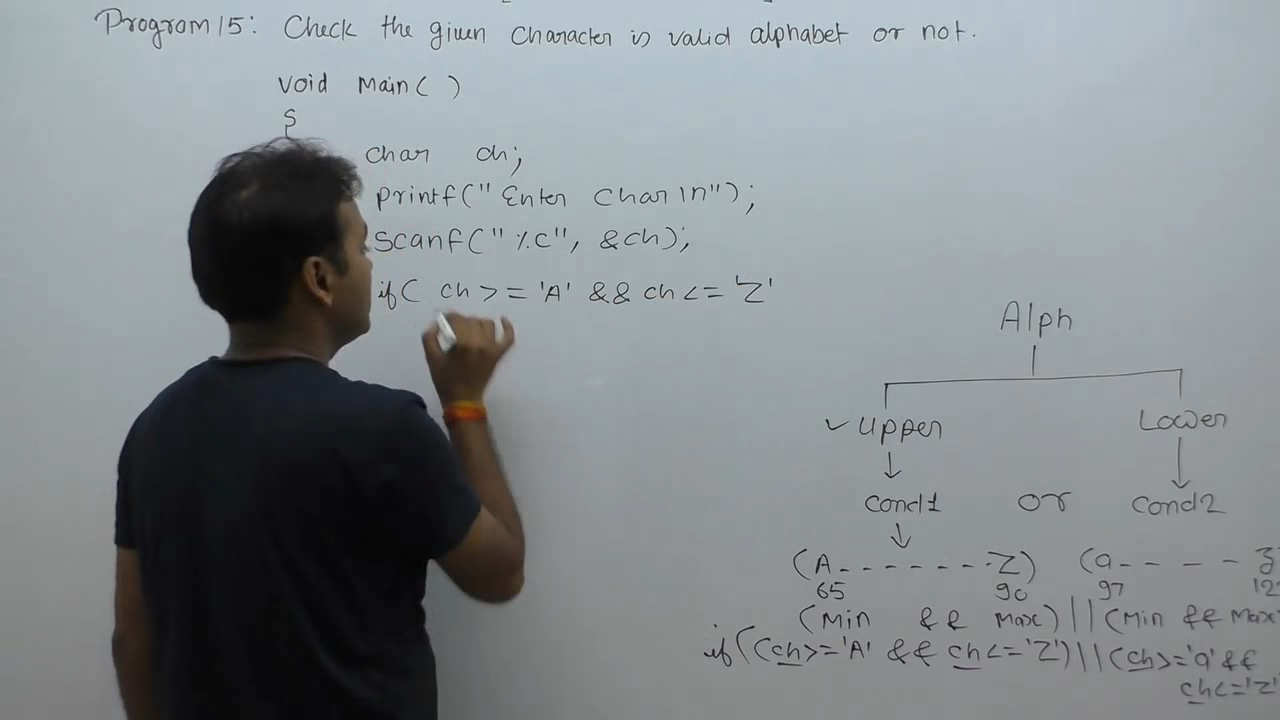 Program 15: Check the given character is valid alphabet or not.
void main( )
{
char ch;
printf("Enter char\n");
scanf("%c", &ch);
if( ch >= 'A' && ch <= 'Z'
Alph
✓ Upper Lower
Cond1 or Cond2
(A - - - - - - - Z) (a - - - - z
65 90 97 12
(Min && Max) || (Min && Max
if((ch>='A' && ch<='Z') || (ch>='a' &&
ch<='z'